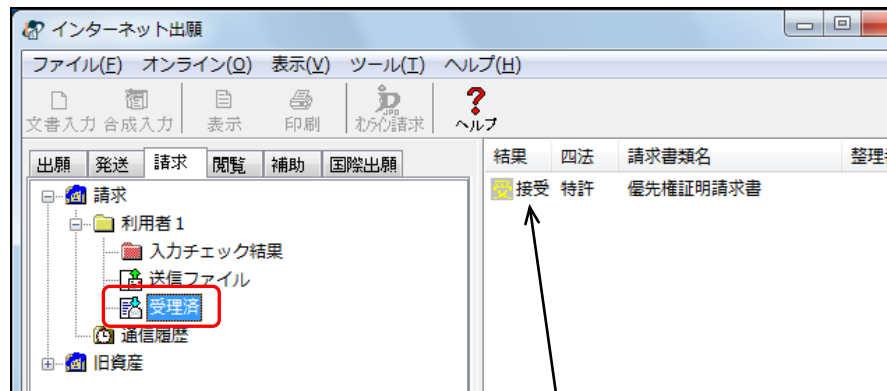 インターネット出願
ファイル(F) オンライン(O) 表示(V) ツール(T) ヘルプ(H)
文書入力 合成入力 表示 印刷 オンライン請求 ヘルプ
出願 発送 請求 閲覧 補助 国際出願
結果 四法 請求書類名
請求
受 接受 特許 優先権証明請求書
利用者1
入力チェック結果
送信ファイル
受理済
通信履歴
旧資産